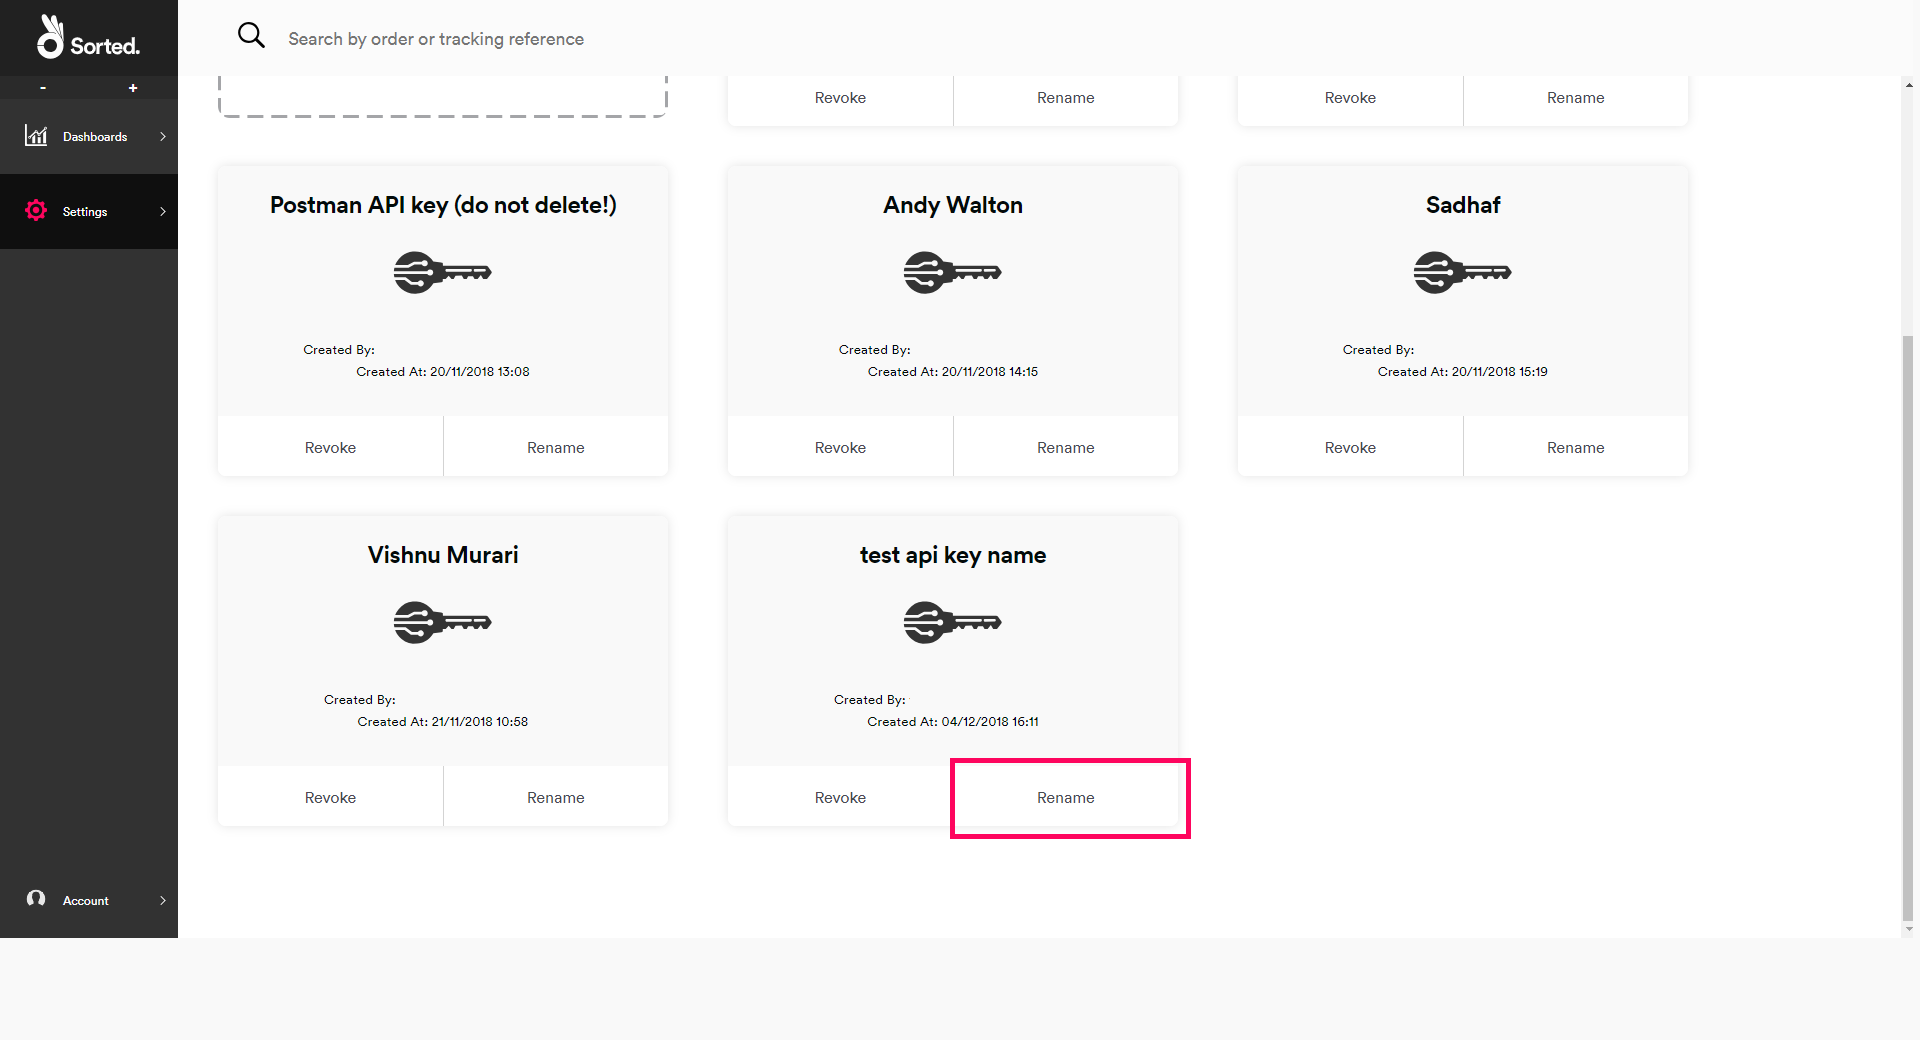 Sorted.
Search by order or tracking reference
- +
Dashboards
Settings
Account
Revoke Rename
Revoke Rename
Postman API key (do not delete!)
Created By:
Created At: 20/11/2018 13:08
Revoke Rename
Andy Walton
Created By:
Created At: 20/11/2018 14:15
Revoke Rename
Sadhaf
Created By:
Created At: 20/11/2018 15:19
Revoke Rename
Vishnu Murari
Created By:
Created At: 21/11/2018 10:58
Revoke Rename
test api key name
Created By:
Created At: 04/12/2018 16:11
Revoke Rename